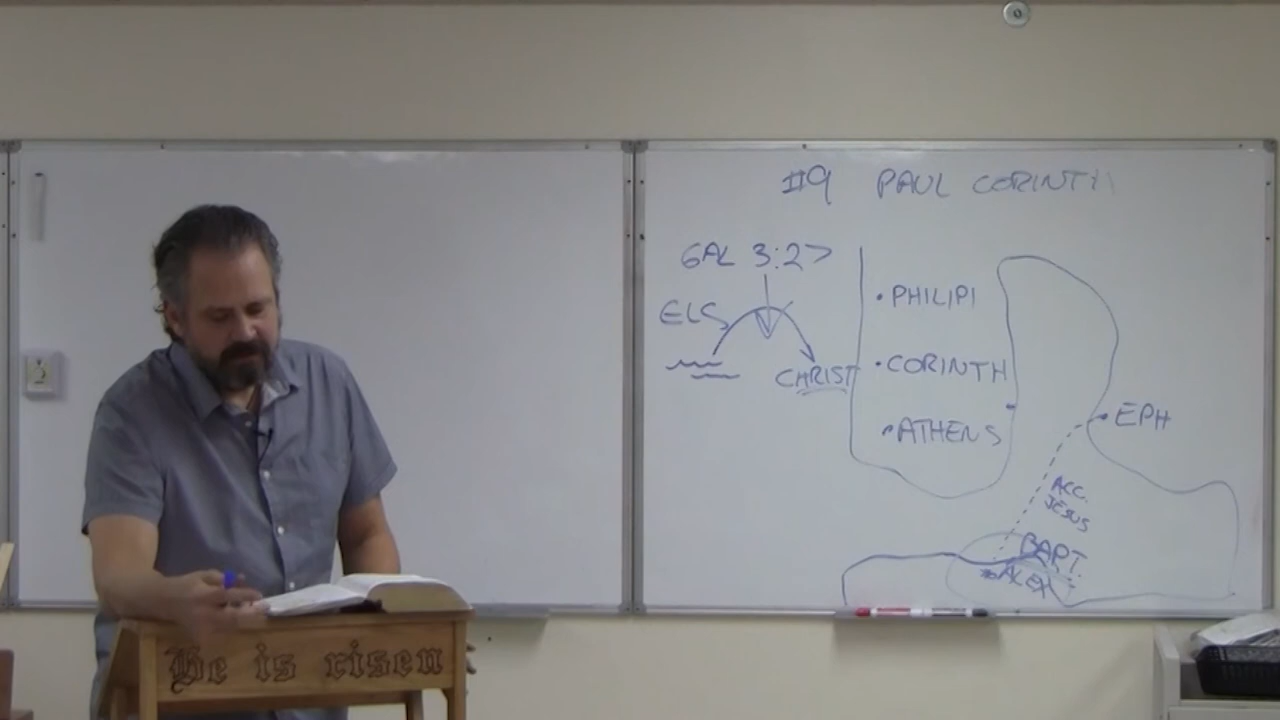 #9 PAUL CORINTH
GAL 3:27
ELS
CHRIST
• PHILIPI
• CORINTH
• ATHENS
• EPH
ACC.
JESUS
BAPT.
ALEX
He is risen